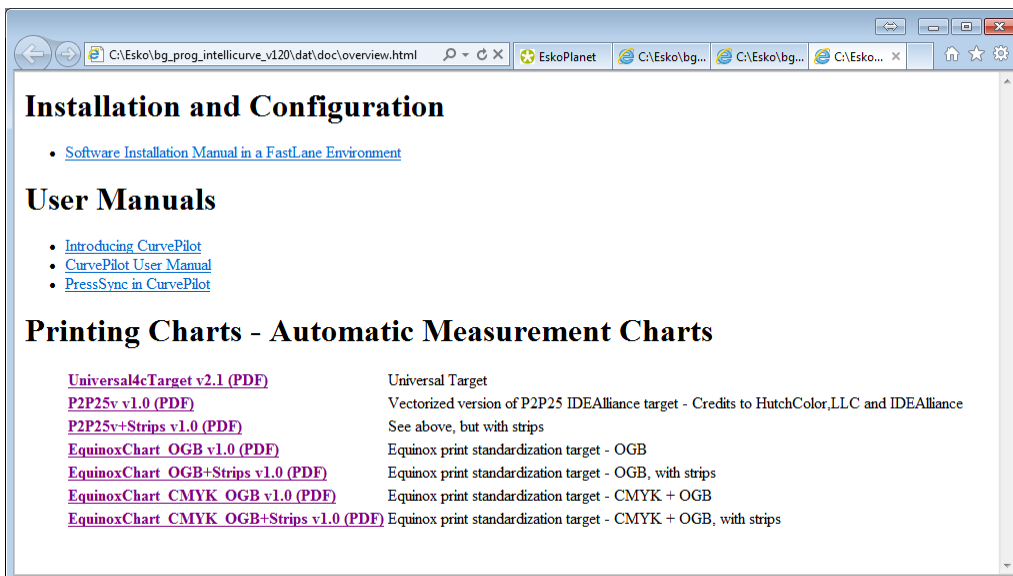 C:\Esko\bg_prog_intellicurve_v120\dat\doc\overview.html
EskoPlanet
C:\Esko\bg...
C:\Esko\bg...
C:\Esko...
Installation and Configuration
Software Installation Manual in a FastLane Environment
User Manuals
Introducing CurvePilot
CurvePilot User Manual
PressSync in CurvePilot
Printing Charts - Automatic Measurement Charts
Universal4cTarget v2.1 (PDF) Universal Target
P2P25v v1.0 (PDF) Vectorized version of P2P25 IDEAlliance target - Credits to HutchColor,LLC and IDEAlliance
P2P25v+Strips v1.0 (PDF) See above, but with strips
EquinoxChart_OGB v1.0 (PDF) Equinox print standardization target - OGB
EquinoxChart_OGB+Strips v1.0 (PDF) Equinox print standardization target - OGB, with strips
EquinoxChart_CMYK_OGB v1.0 (PDF) Equinox print standardization target - CMYK + OGB
EquinoxChart_CMYK_OGB+Strips v1.0 (PDF) Equinox print standardization target - CMYK + OGB, with strips